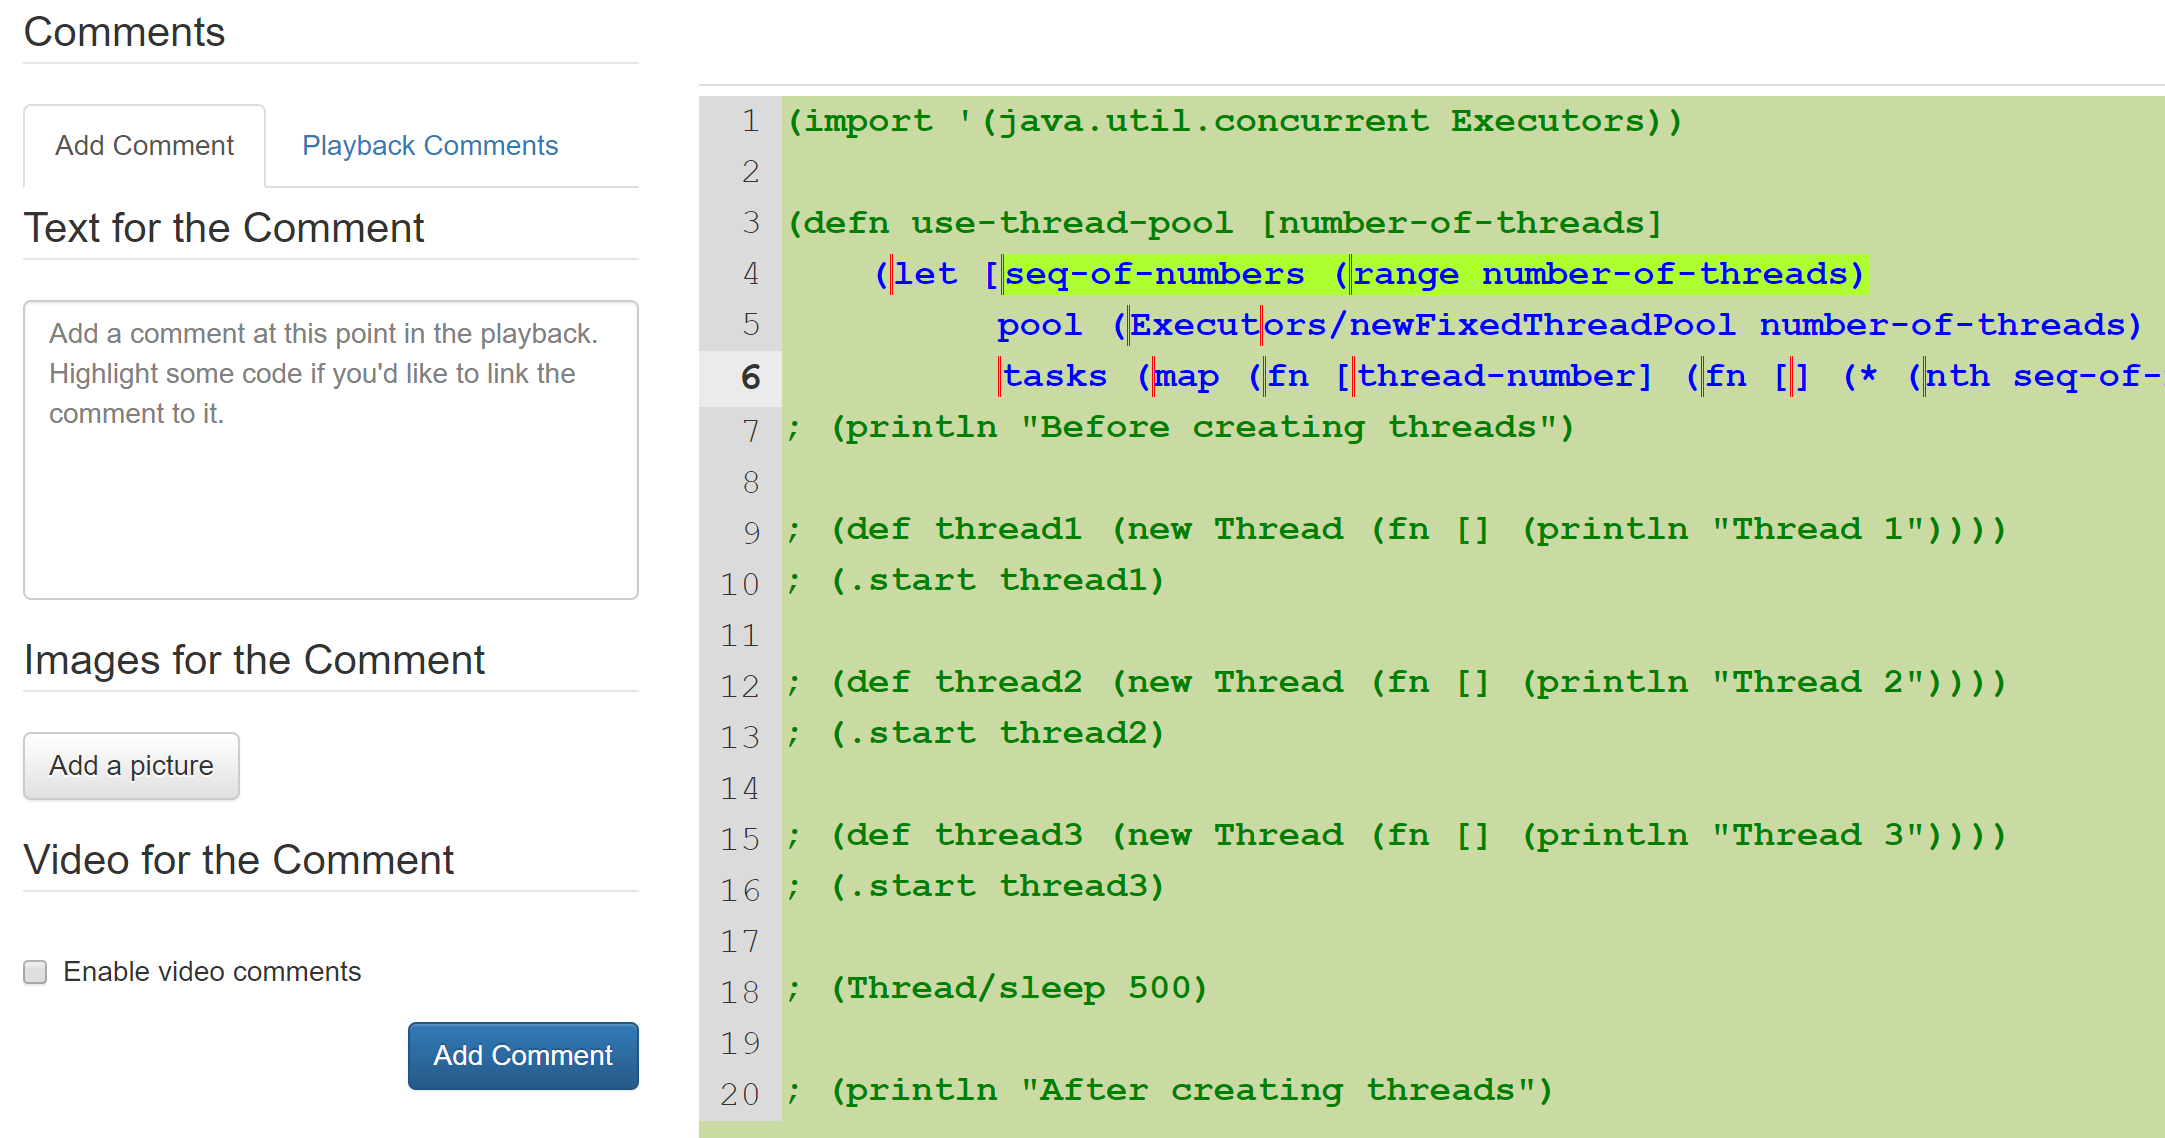 Comments
Add Comment
Playback Comments
Text for the Comment
Add a comment at this point in the playback.
Highlight some code if you'd like to link the
comment to it.
Images for the Comment
Add a picture
Video for the Comment
Enable video comments
Add Comment
1 (import '(java.util.concurrent Executors))
2
3 (defn use-thread-pool [number-of-threads]
4 (let [seq-of-numbers (range number-of-threads)
5 pool (Executors/newFixedThreadPool number-of-threads)
6 tasks (map (fn [thread-number] (fn [] (* (nth seq-of-
7 ; (println "Before creating threads")
8
9 ; (def thread1 (new Thread (fn [] (println "Thread 1"))))
10 ; (.start thread1)
11
12 ; (def thread2 (new Thread (fn [] (println "Thread 2"))))
13 ; (.start thread2)
14
15 ; (def thread3 (new Thread (fn [] (println "Thread 3"))))
16 ; (.start thread3)
17
18 ; (Thread/sleep 500)
19
20 ; (println "After creating threads")